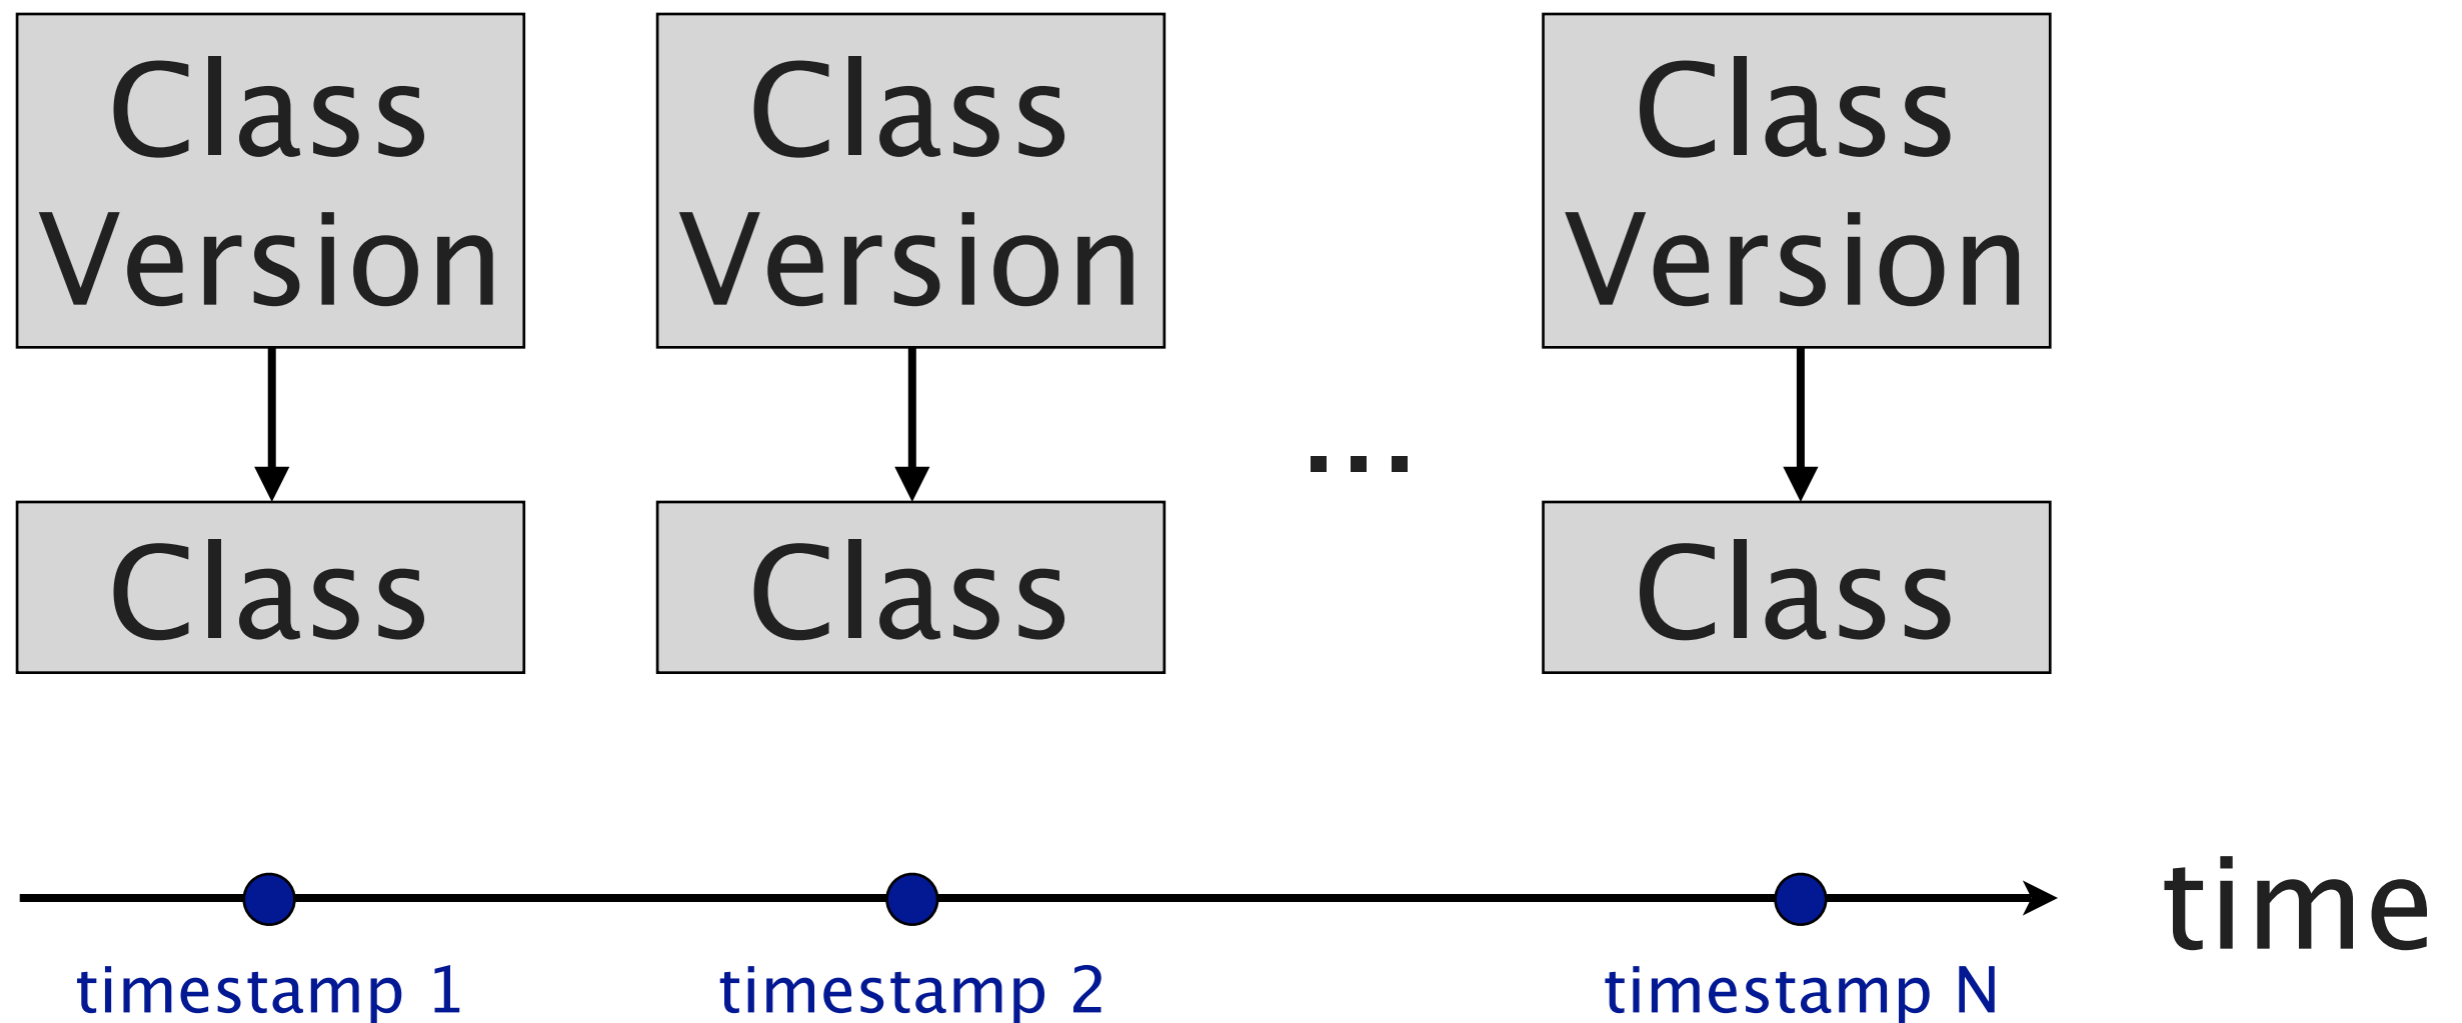 Class
Version
Class
Version
Class
Version
...
Class
Class
Class
time
timestamp 1
timestamp 2
timestamp N